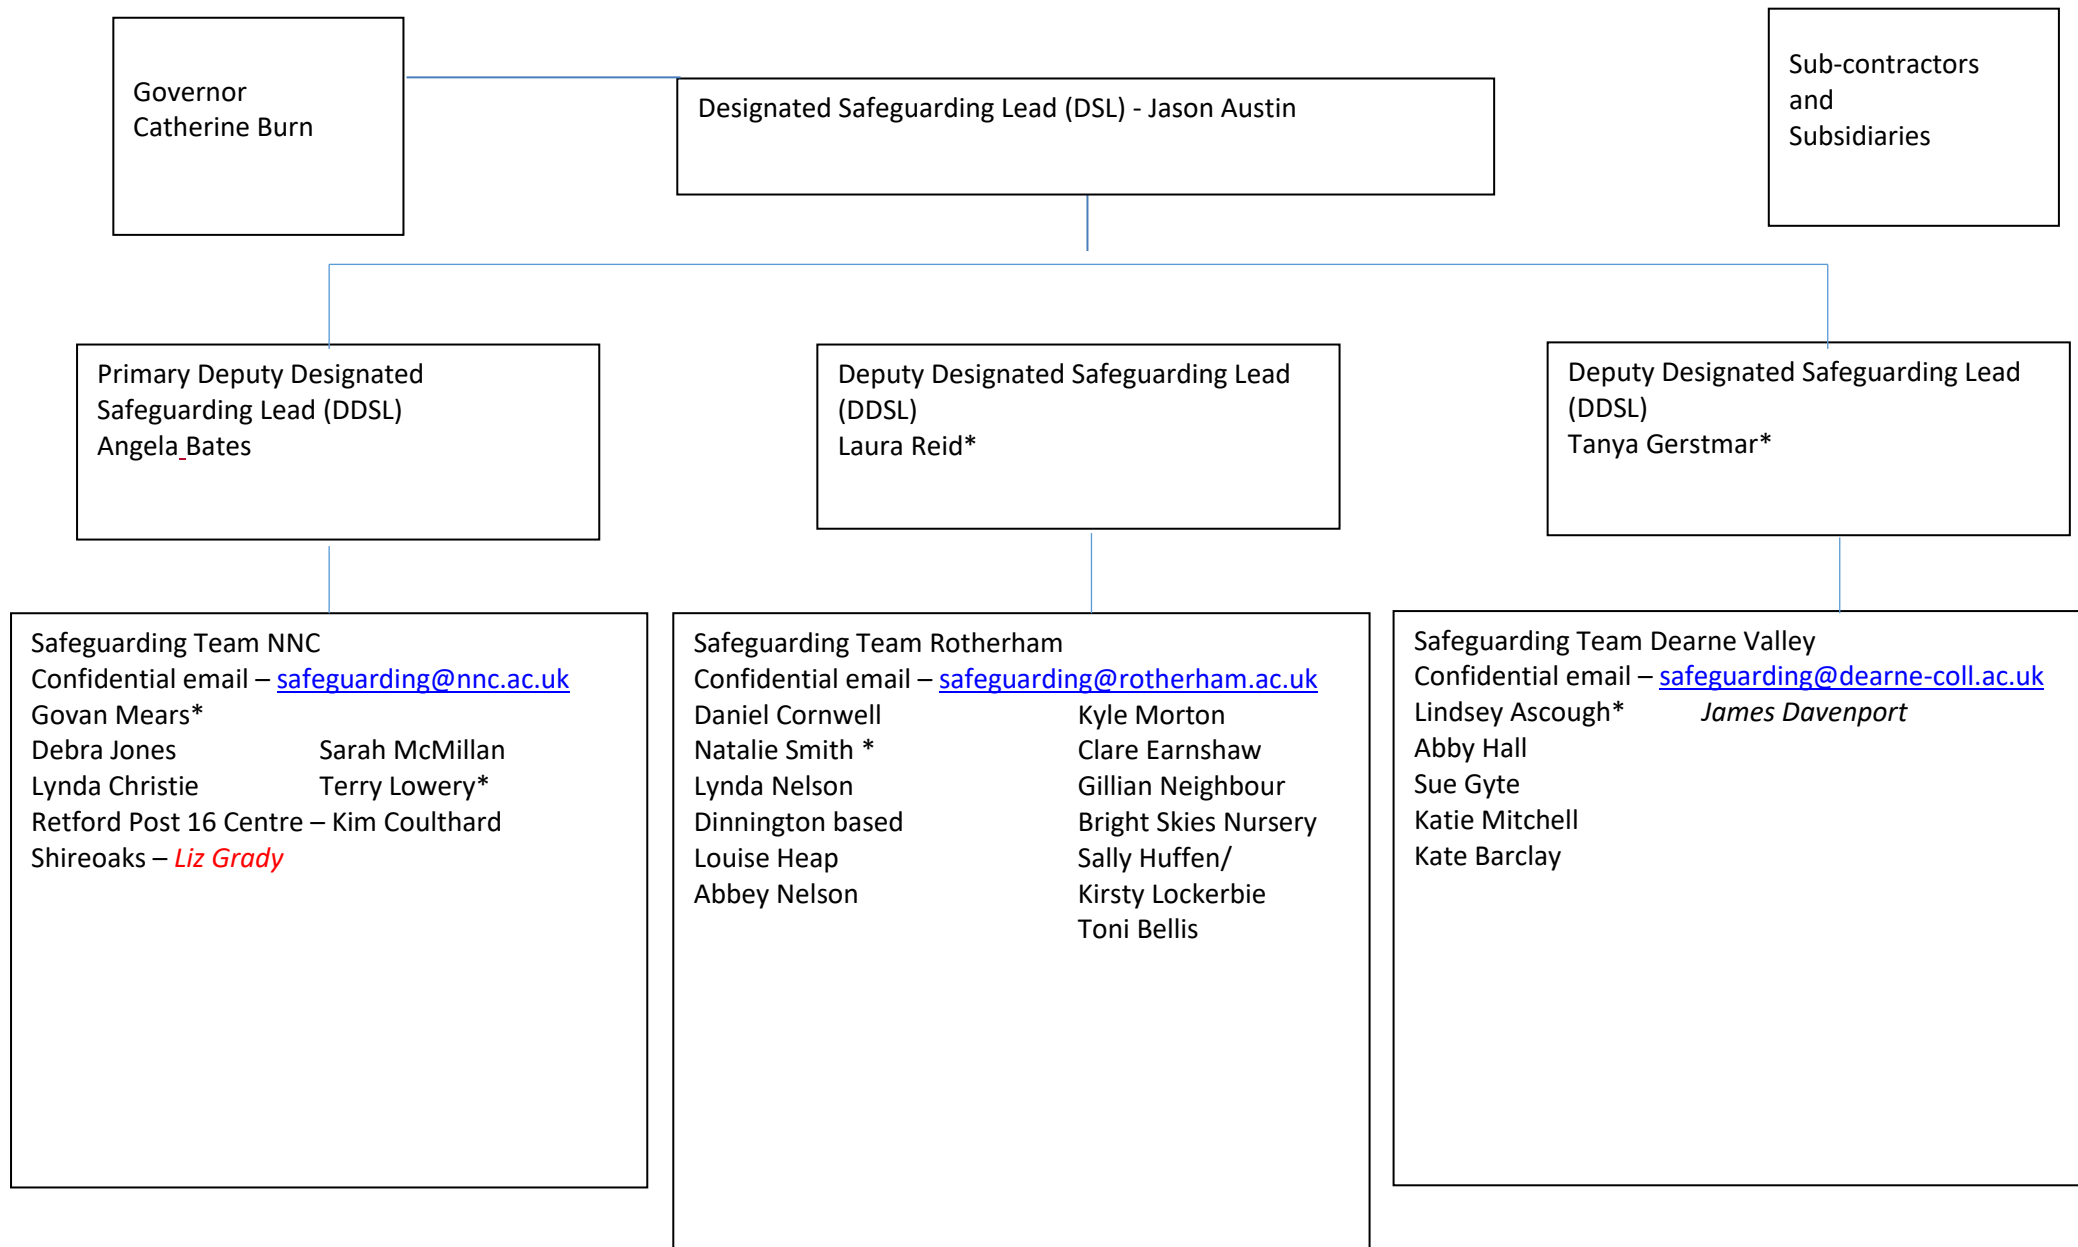 Governor
Catherine Burn
Designated Safeguarding Lead (DSL) - Jason Austin
Sub-contractors
and
Subsidiaries
Primary Deputy Designated
Safeguarding Lead (DDSL)
Angela Bates
Deputy Designated Safeguarding Lead
(DDSL)
Laura Reid*
Deputy Designated Safeguarding Lead
(DDSL)
Tanya Gerstmar*
Safeguarding Team NNC
Confidential email – safeguarding@nnc.ac.uk
Govan Mears*
Debra Jones Sarah McMillan
Lynda Christie Terry Lowery*
Retford Post 16 Centre – Kim Coulthard
Shireoaks – Liz Grady
Safeguarding Team Rotherham
Confidential email – safeguarding@rotherham.ac.uk
Daniel Cornwell Kyle Morton
Natalie Smith * Clare Earnshaw
Lynda Nelson Gillian Neighbour
Dinnington based Bright Skies Nursery
Louise Heap Sally Huffen/
Abbey Nelson Kirsty Lockerbie
Toni Bellis
Safeguarding Team Dearne Valley
Confidential email – safeguarding@dearne-coll.ac.uk
Lindsey Ascough* James Davenport
Abby Hall
Sue Gyte
Katie Mitchell
Kate Barclay